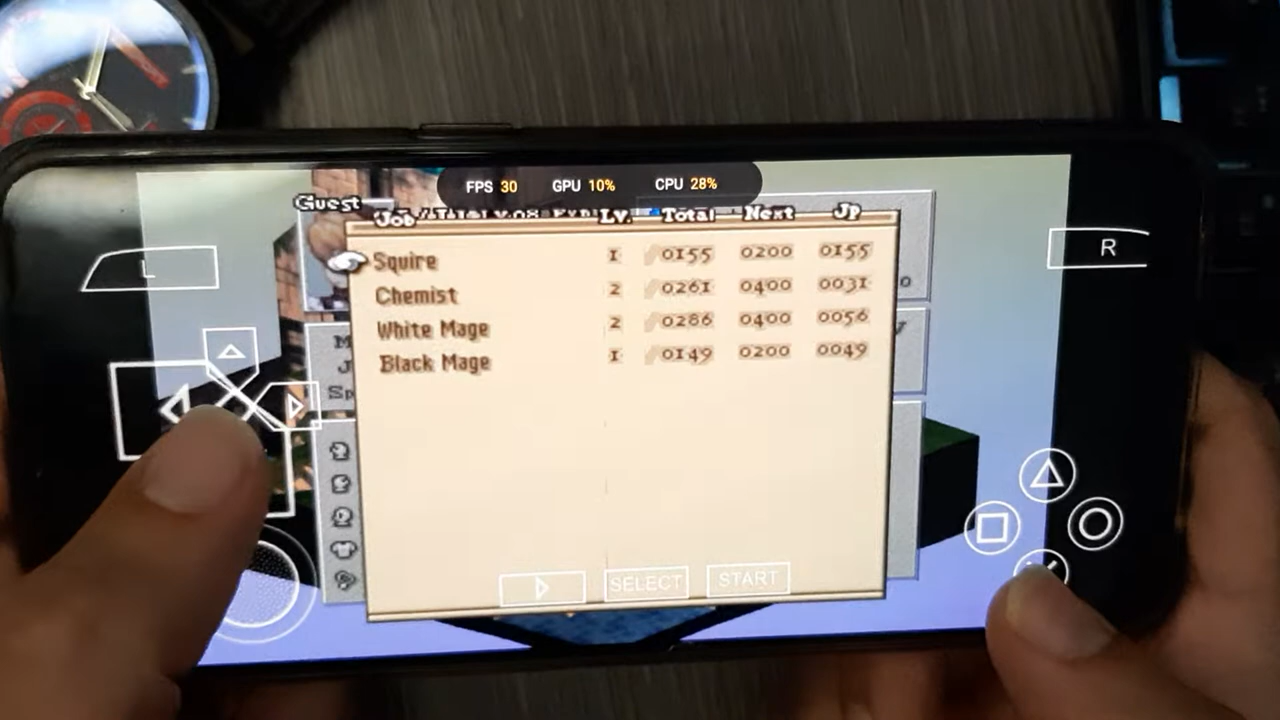 FPS 30 GPU 10% CPU 28%
Guest
Job Lv. Total Next JP
Squire 1 0155 0200 0155
Chemist 2 0261 0400 0031
White Mage 2 0286 0400 0056
Black Mage 1 0149 0200 0049
L
R
M
J
Sp
SELECT START